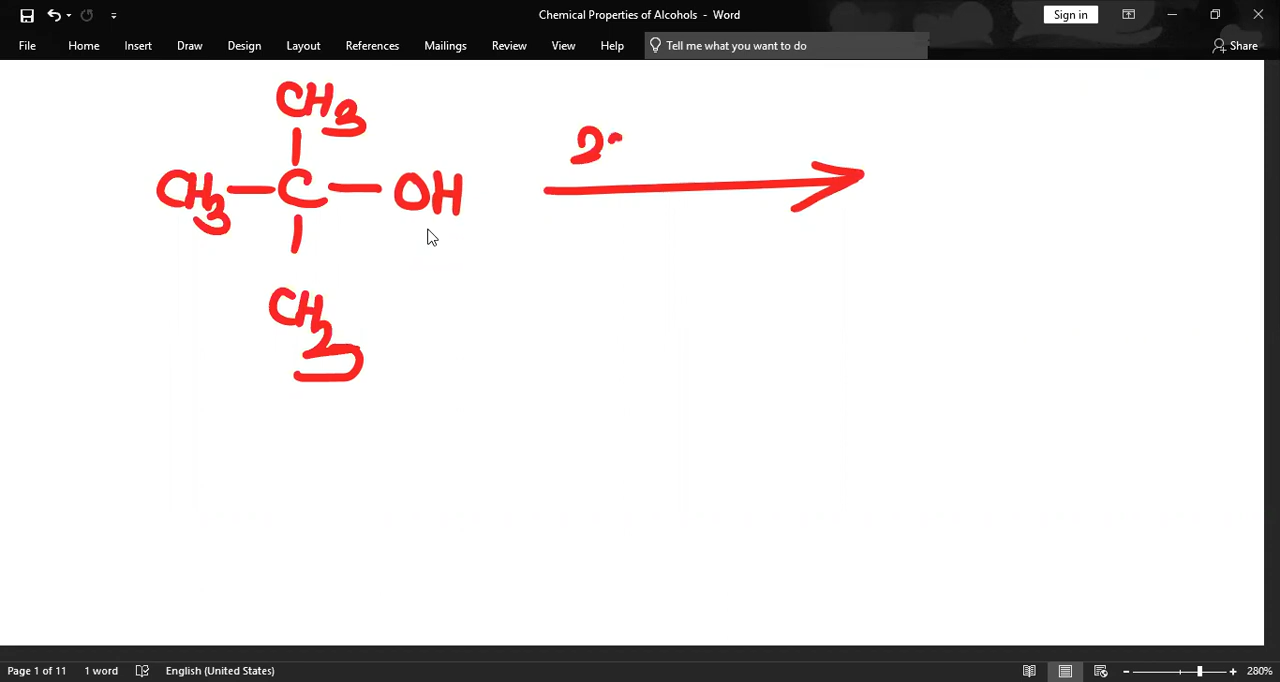 Chemical Properties of Alcohols - Word
Sign in
File Home Insert Draw Design Layout References Mailings Review View Help Tell me what you want to do Share
CH3
CH3 — C — OH
CH2
Page 1 of 11 1 word English (United States) 280%